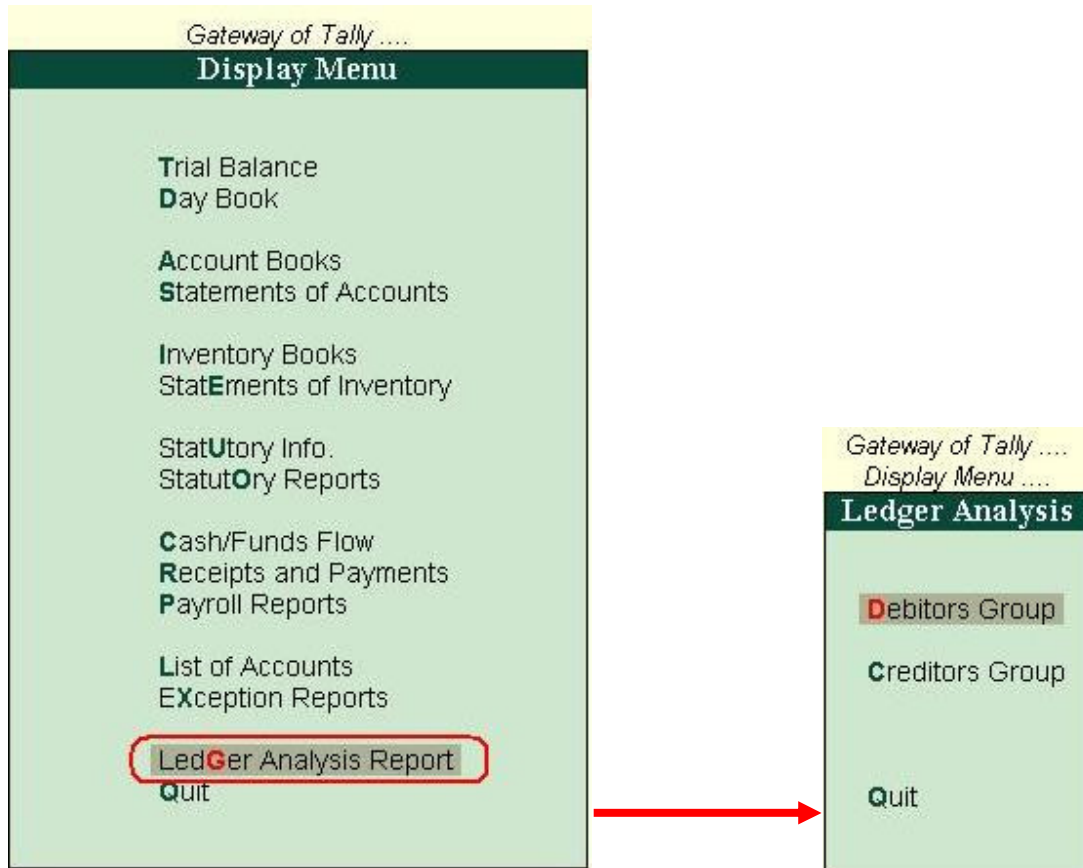 Gateway of Tally ....
Display Menu
Trial Balance
Day Book
Account Books
Statements of Accounts
Inventory Books
StatEments of Inventory
StatUtory Info.
StatutOry Reports
Cash/Funds Flow
Receipts and Payments
Payroll Reports
List of Accounts
EXception Reports
LedGer Analysis Report
Quit
Gateway of Tally ....
Display Menu ....
Ledger Analysis
Debitors Group
Creditors Group
Quit